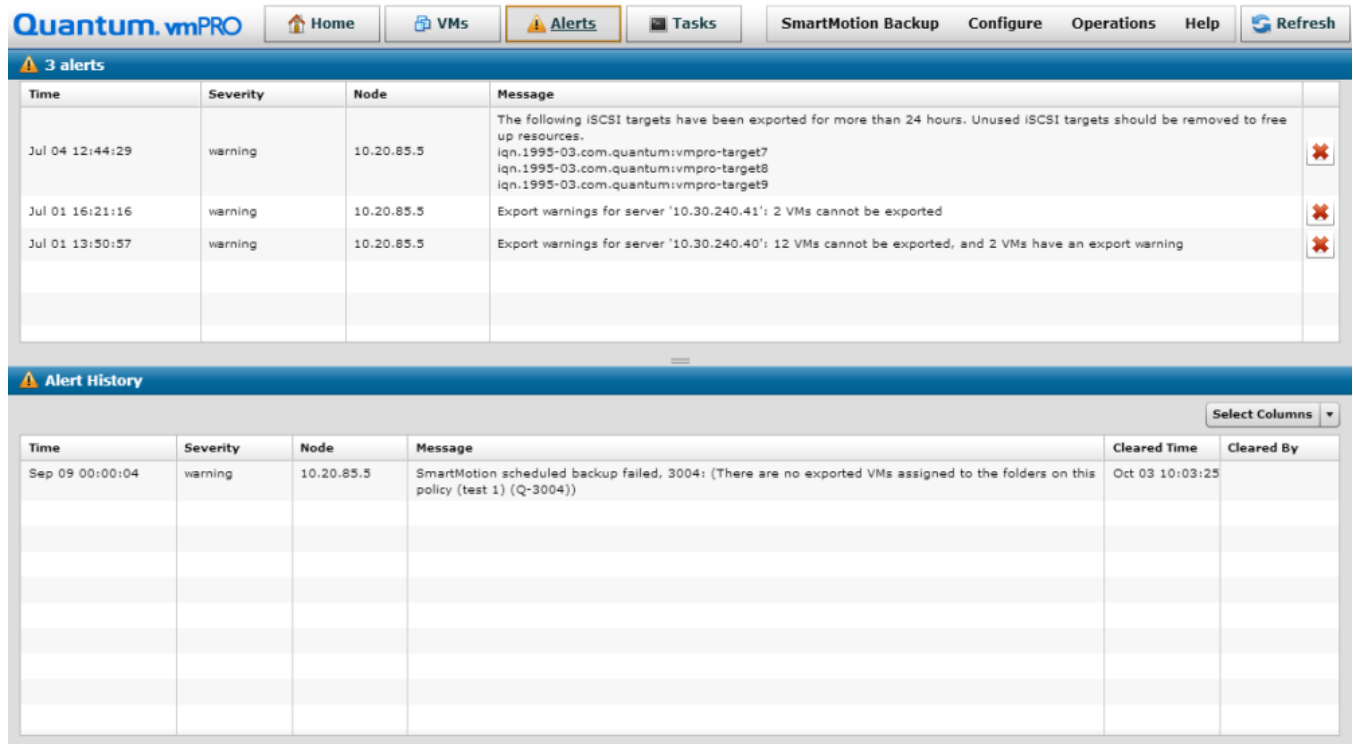 Quantum. vmPRO Home VMs Alerts Tasks SmartMotion Backup Configure Operations Help Refresh
3 alerts
Time Severity Node Message
Jul 04 12:44:29 warning 10.20.85.5 The following iSCSI targets have been exported for more than 24 hours. Unused iSCSI targets should be removed to free
up resources.
iqn.1995-03.com.quantum:vmpro-target7
iqn.1995-03.com.quantum:vmpro-target8
iqn.1995-03.com.quantum:vmpro-target9
Jul 01 16:21:16 warning 10.20.85.5 Export warnings for server '10.30.240.41': 2 VMs cannot be exported
Jul 01 13:50:57 warning 10.20.85.5 Export warnings for server '10.30.240.40': 12 VMs cannot be exported, and 2 VMs have an export warning
Alert History
Select Columns
Time Severity Node Message Cleared Time Cleared By
Sep 09 00:00:04 warning 10.20.85.5 SmartMotion scheduled backup failed, 3004: (There are no exported VMs assigned to the folders on this Oct 03 10:03:25
policy (test 1) (Q-3004))